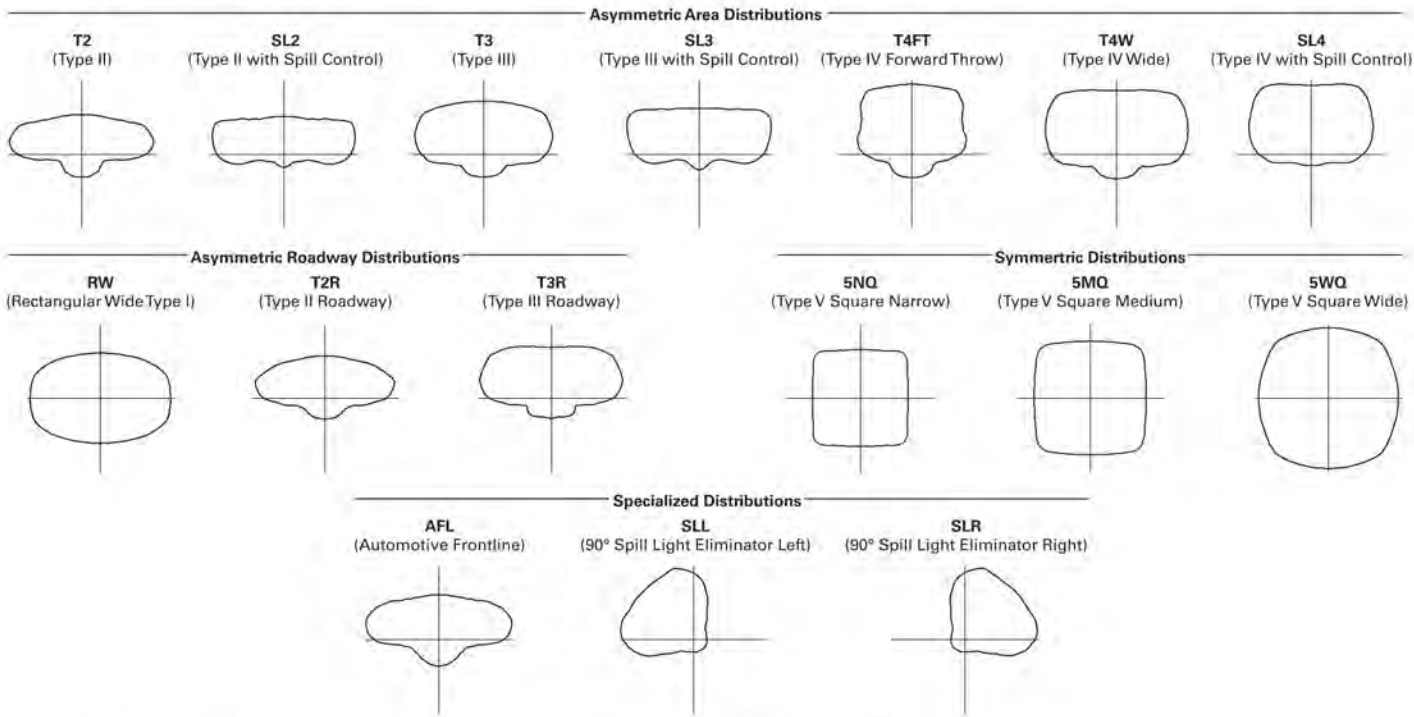 Asymmetric Area Distributions
T2
(Type II)
SL2
(Type II with Spill Control)
T3
(Type III)
SL3
(Type III with Spill Control)
T4FT
(Type IV Forward Throw)
T4W
(Type IV Wide)
SL4
(Type IV with Spill Control)
Asymmetric Roadway Distributions
RW
(Rectangular Wide Type I)
T2R
(Type II Roadway)
T3R
(Type III Roadway)
Symmertric Distributions
5NQ
(Type V Square Narrow)
5MQ
(Type V Square Medium)
5WQ
(Type V Square Wide)
Specialized Distributions
AFL
(Automotive Frontline)
SLL
(90° Spill Light Eliminator Left)
SLR
(90° Spill Light Eliminator Right)